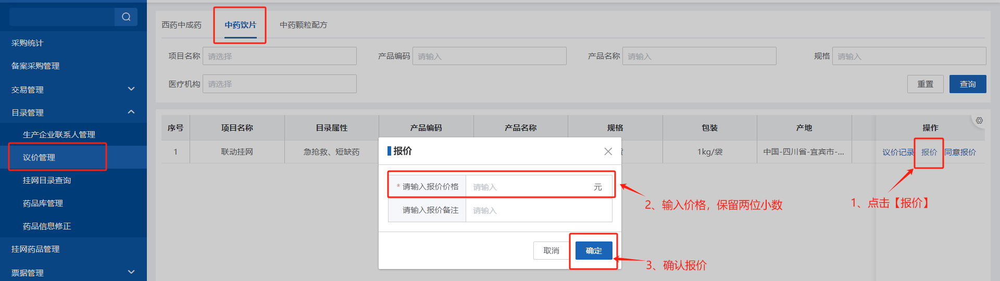 采购统计
备案采购管理
交易管理
目录管理
生产企业联系人管理
议价管理
挂网目录查询
药品库管理
药品信息修正
挂网药品管理
票据管理
西药中成药 中药饮片 中药颗粒配方
项目名称 请选择 产品编码 请输入 产品名称 请输入 规格 请输入
医疗机构 请选择 重置 查询
序号 项目名称 目录属性 产品编码 产品名称 规格 包装 产地 操作
1 联动挂网 急抢救、短缺药 1kg/袋 中国-四川省-宜宾市-... 议价记录 报价 同意报价
报价
* 请输入报价价格 请输入 元
请输入报价备注 请输入
取消 确定
1、点击【报价】
2、输入价格，保留两位小数
3、确认报价